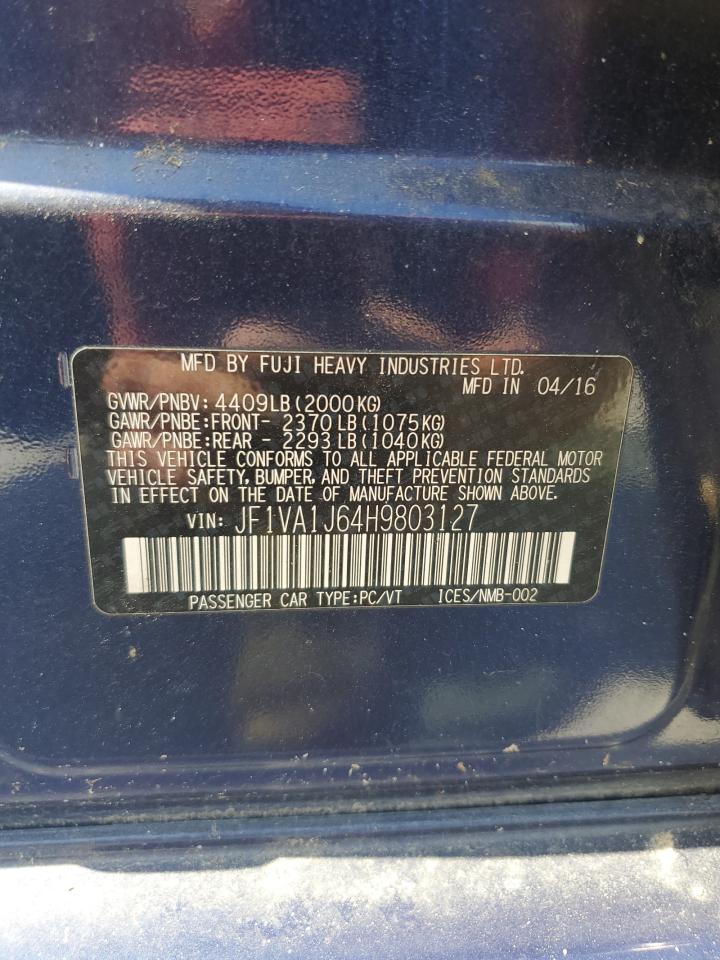 MFD BY FUJI HEAVY INDUSTRIES LTD.
MFD IN 04/16
GVWR/PNBV: 4409LB(2000KG)
GAWR/PNBE:FRONT- 2370LB(1075KG)
GAWR/PNBE:REAR - 2293LB(1040KG)
THIS VEHICLE CONFORMS TO ALL APPLICABLE FEDERAL MOTOR
VEHICLE SAFETY, BUMPER, AND THEFT PREVENTION STANDARDS
IN EFFECT ON THE DATE OF MANUFACTURE SHOWN ABOVE.
VIN: JF1VA1J64H9803127
PASSENGER CAR TYPE:PC/VT ICES/NMB-002